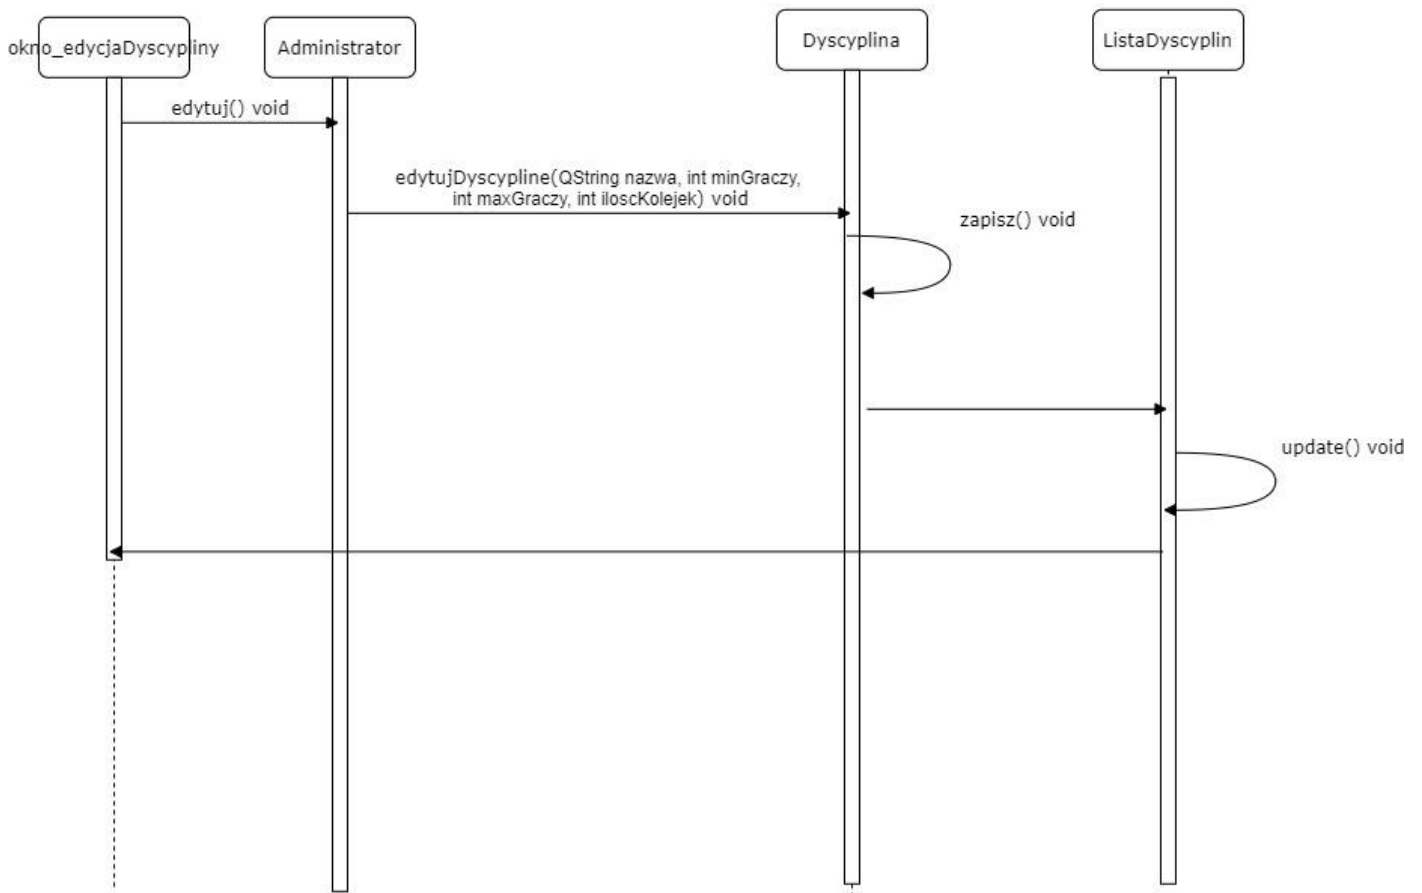 okno_edycjaDyscypliny
Administrator
Dyscyplina
ListaDyscyplin
edytuj() void
edytujDyscypline(QString nazwa, int minGraczy,
int maxGraczy, int iloscKolejek) void
zapisz() void
update() void